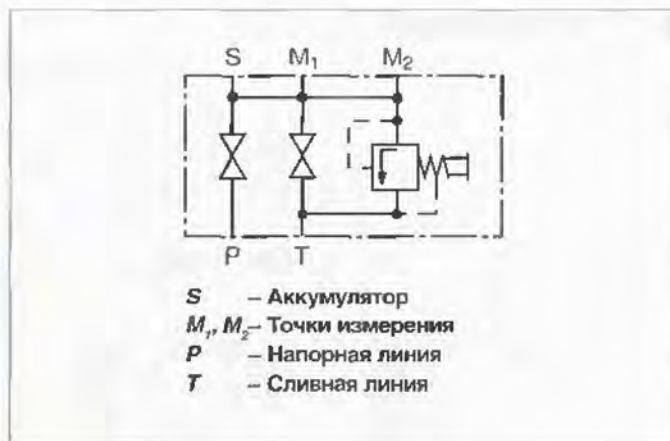 S M₁ M₂
P T
S – Аккумулятор
M₁, M₂ – Точки измерения
P – Напорная линия
T – Сливная линия